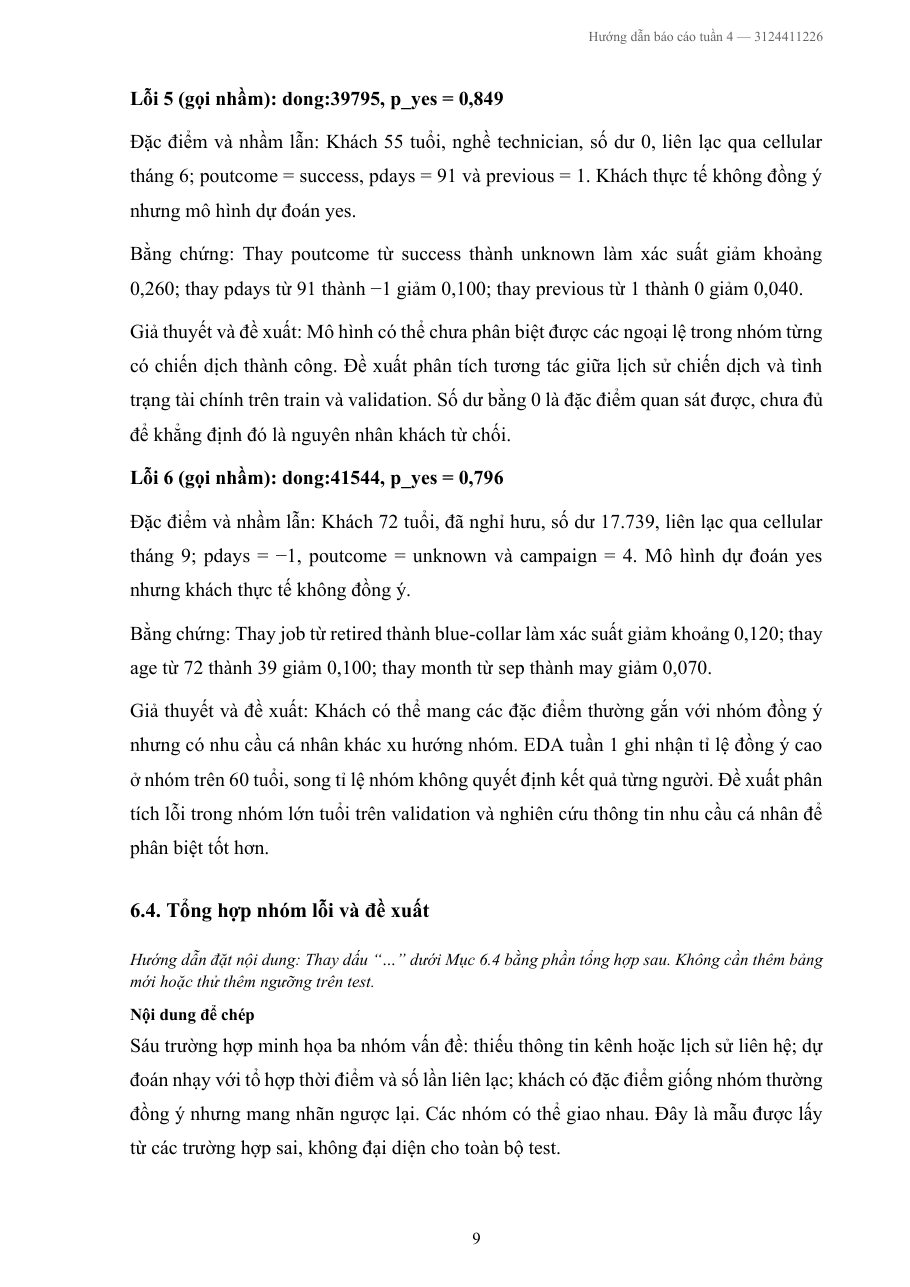 Hướng dẫn báo cáo tuần 4 — 3124411226
Lỗi 5 (gọi nhầm): dong:39795, p_yes = 0,849
Đặc điểm và nhầm lẫn: Khách 55 tuổi, nghề technician, số dư 0, liên lạc qua cellular
tháng 6; poutcome = success, pdays = 91 và previous = 1. Khách thực tế không đồng ý
nhưng mô hình dự đoán yes.
Bằng chứng: Thay poutcome từ success thành unknown làm xác suất giảm khoảng
0,260; thay pdays từ 91 thành −1 giảm 0,100; thay previous từ 1 thành 0 giảm 0,040.
Giả thuyết và đề xuất: Mô hình có thể chưa phân biệt được các ngoại lệ trong nhóm từng
có chiến dịch thành công. Đề xuất phân tích tương tác giữa lịch sử chiến dịch và tình
trạng tài chính trên train và validation. Số dư bằng 0 là đặc điểm quan sát được, chưa đủ
để khẳng định đó là nguyên nhân khách từ chối.
Lỗi 6 (gọi nhầm): dong:41544, p_yes = 0,796
Đặc điểm và nhầm lẫn: Khách 72 tuổi, đã nghỉ hưu, số dư 17.739, liên lạc qua cellular
tháng 9; pdays = −1, poutcome = unknown và campaign = 4. Mô hình dự đoán yes
nhưng khách thực tế không đồng ý.
Bằng chứng: Thay job từ retired thành blue-collar làm xác suất giảm khoảng 0,120; thay
age từ 72 thành 39 giảm 0,100; thay month từ sep thành may giảm 0,070.
Giả thuyết và đề xuất: Khách có thể mang các đặc điểm thường gắn với nhóm đồng ý
nhưng có nhu cầu cá nhân khác xu hướng nhóm. EDA tuần 1 ghi nhận tỉ lệ đồng ý cao
ở nhóm trên 60 tuổi, song tỉ lệ nhóm không quyết định kết quả từng người. Đề xuất phân
tích lỗi trong nhóm lớn tuổi trên validation và nghiên cứu thông tin nhu cầu cá nhân để
phân biệt tốt hơn.
6.4. Tổng hợp nhóm lỗi và đề xuất
Hướng dẫn đặt nội dung: Thay dấu “…” dưới Mục 6.4 bằng phần tổng hợp sau. Không cần thêm bảng
mới hoặc thử thêm ngưỡng trên test.
Nội dung để chép
Sáu trường hợp minh họa ba nhóm vấn đề: thiếu thông tin kênh hoặc lịch sử liên hệ; dự
đoán nhạy với tổ hợp thời điểm và số lần liên lạc; khách có đặc điểm giống nhóm thường
đồng ý nhưng mang nhãn ngược lại. Các nhóm có thể giao nhau. Đây là mẫu được lấy
từ các trường hợp sai, không đại diện cho toàn bộ test.
9